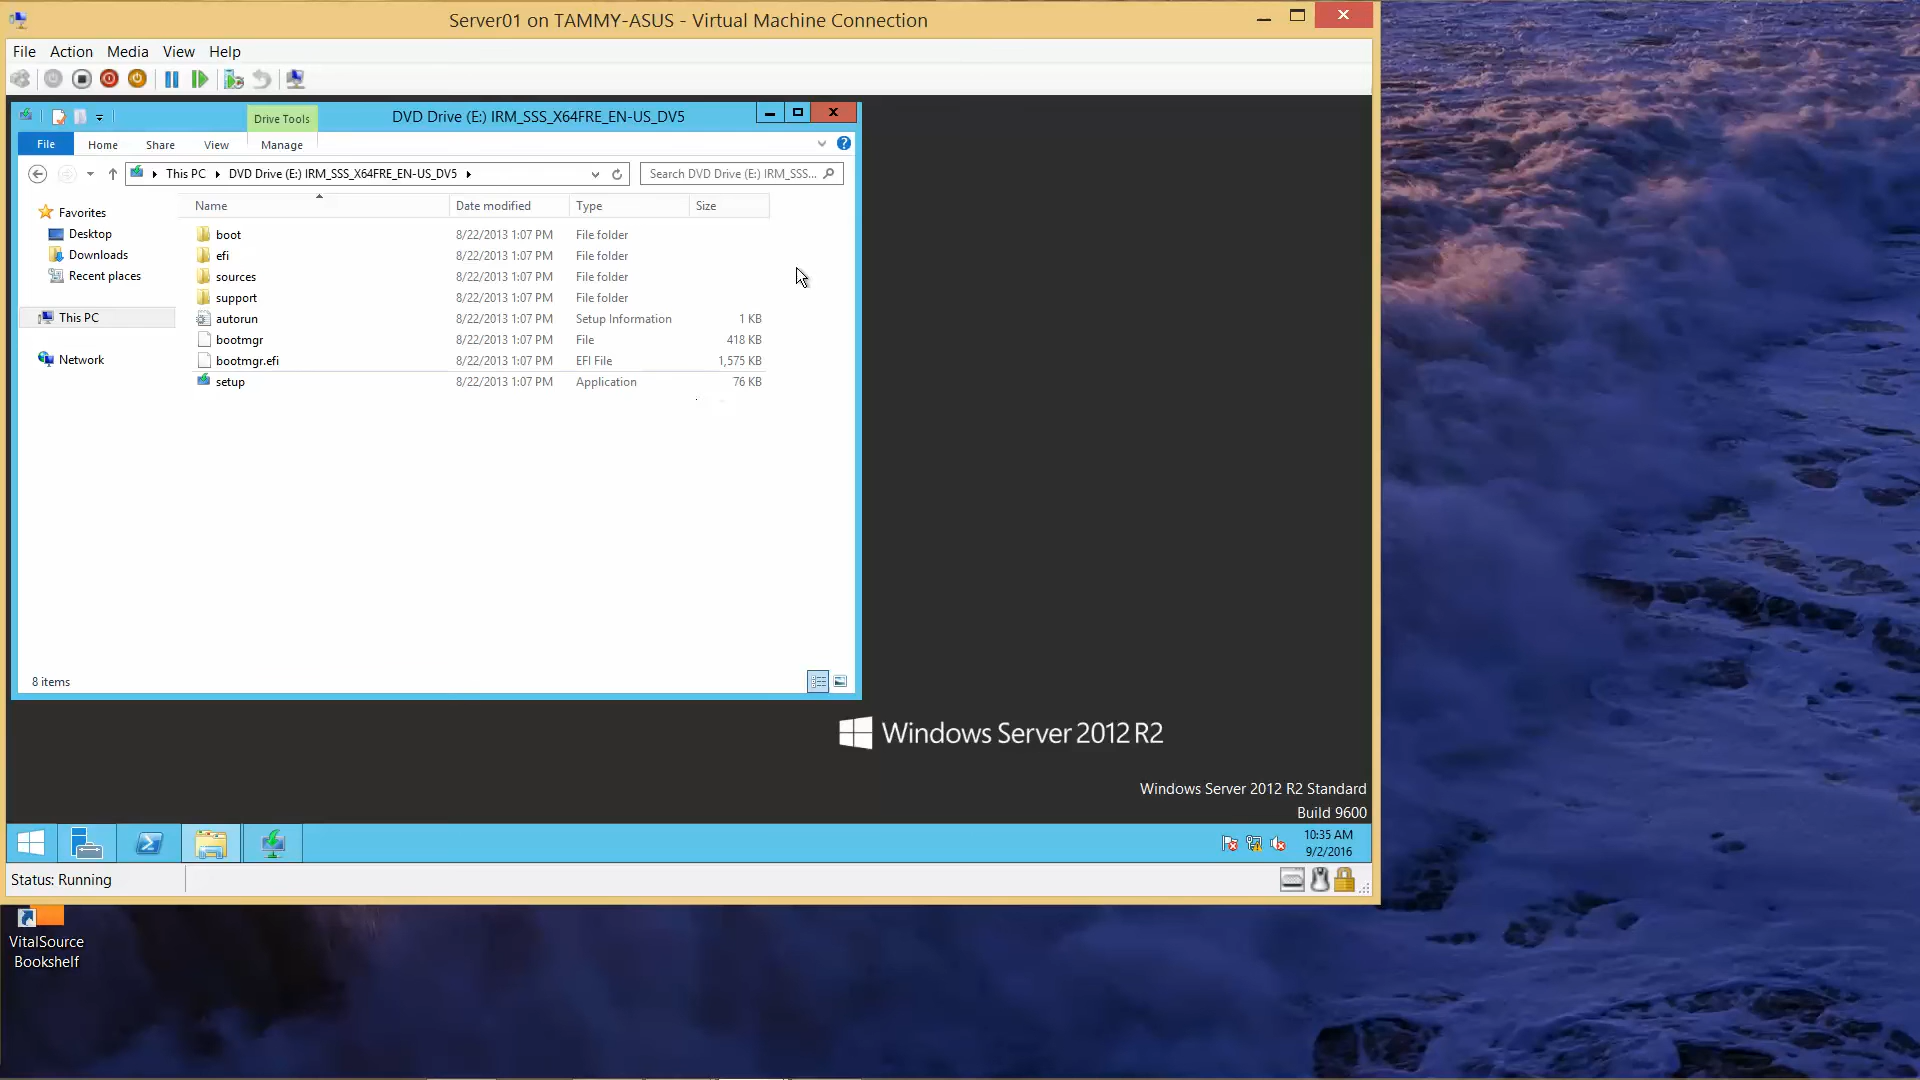 Server01 on TAMMY-ASUS - Virtual Machine Connection
File Action Media View Help
Drive Tools
DVD Drive (E:) IRM_SSS_X64FRE_EN-US_DV5
File Home Share View Manage
This PC DVD Drive (E:) IRM_SSS_X64FRE_EN-US_DV5
Search DVD Drive (E:) IRM_SSS...
Name Date modified Type Size
Favorites
Desktop
Downloads
Recent places
This PC
Network
boot 8/22/2013 1:07 PM File folder
efi 8/22/2013 1:07 PM File folder
sources 8/22/2013 1:07 PM File folder
support 8/22/2013 1:07 PM File folder
autorun 8/22/2013 1:07 PM Setup Information 1 KB
bootmgr 8/22/2013 1:07 PM File 418 KB
bootmgr.efi 8/22/2013 1:07 PM EFI File 1,575 KB
setup 8/22/2013 1:07 PM Application 76 KB
8 items
Windows Server 2012 R2
Windows Server 2012 R2 Standard
Build 9600
10:35 AM
9/2/2016
Status: Running
VitalSource
Bookshelf